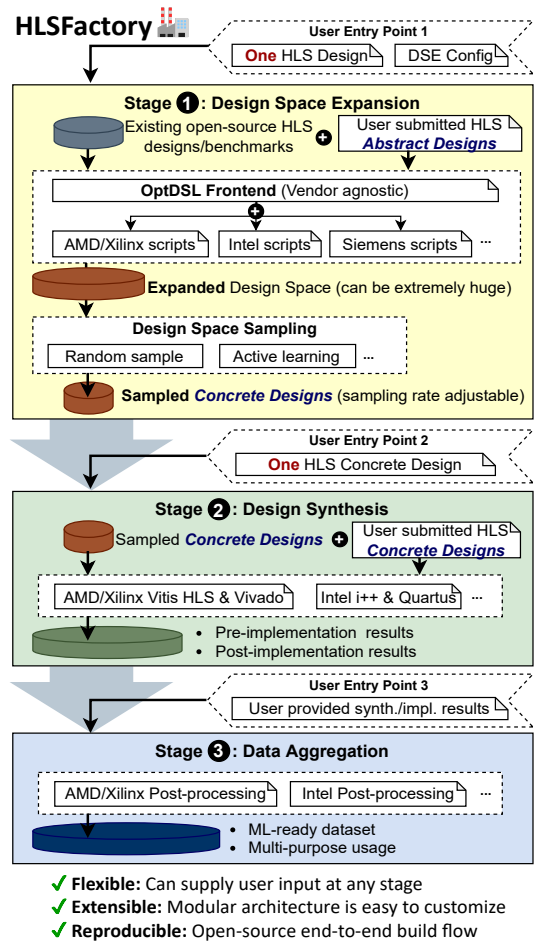 HLSFactory
User Entry Point 1
One HLS Design
DSE Config
Stage 1: Design Space Expansion
Existing open-source HLS
designs/benchmarks
+
User submitted HLS
Abstract Designs
OptDSL Frontend (Vendor agnostic)
+
AMD/Xilinx scripts
Intel scripts
Siemens scripts
...
Expanded Design Space (can be extremely huge)
Design Space Sampling
Random sample
Active learning
...
Sampled Concrete Designs (sampling rate adjustable)
User Entry Point 2
One HLS Concrete Design
Stage 2: Design Synthesis
Sampled Concrete Designs
+
User submitted HLS
Concrete Designs
AMD/Xilinx Vitis HLS & Vivado
Intel i++ & Quartus
...
• Pre-implementation results
• Post-implementation results
User Entry Point 3
User provided synth./impl. results
Stage 3: Data Aggregation
AMD/Xilinx Post-processing
Intel Post-processing
...
• ML-ready dataset
• Multi-purpose usage
✓ Flexible: Can supply user input at any stage
✓ Extensible: Modular architecture is easy to customize
✓ Reproducible: Open-source end-to-end build flow